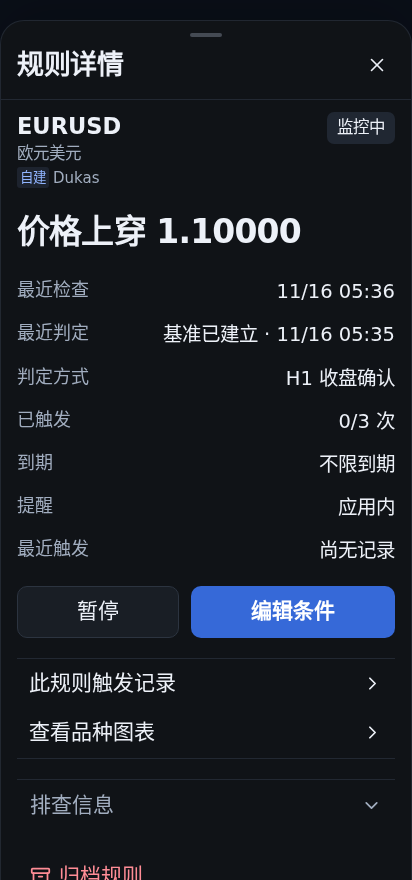 规则详情
EURUSD
监控中
欧元美元
自建 Dukas
价格上穿 1.10000
最近检查 11/16 05:36
最近判定 基准已建立 · 11/16 05:35
判定方式 H1 收盘确认
已触发 0/3 次
到期 不限到期
提醒 应用内
最近触发 尚无记录
暂停 编辑条件
此规则触发记录
查看品种图表
排查信息
归档规则